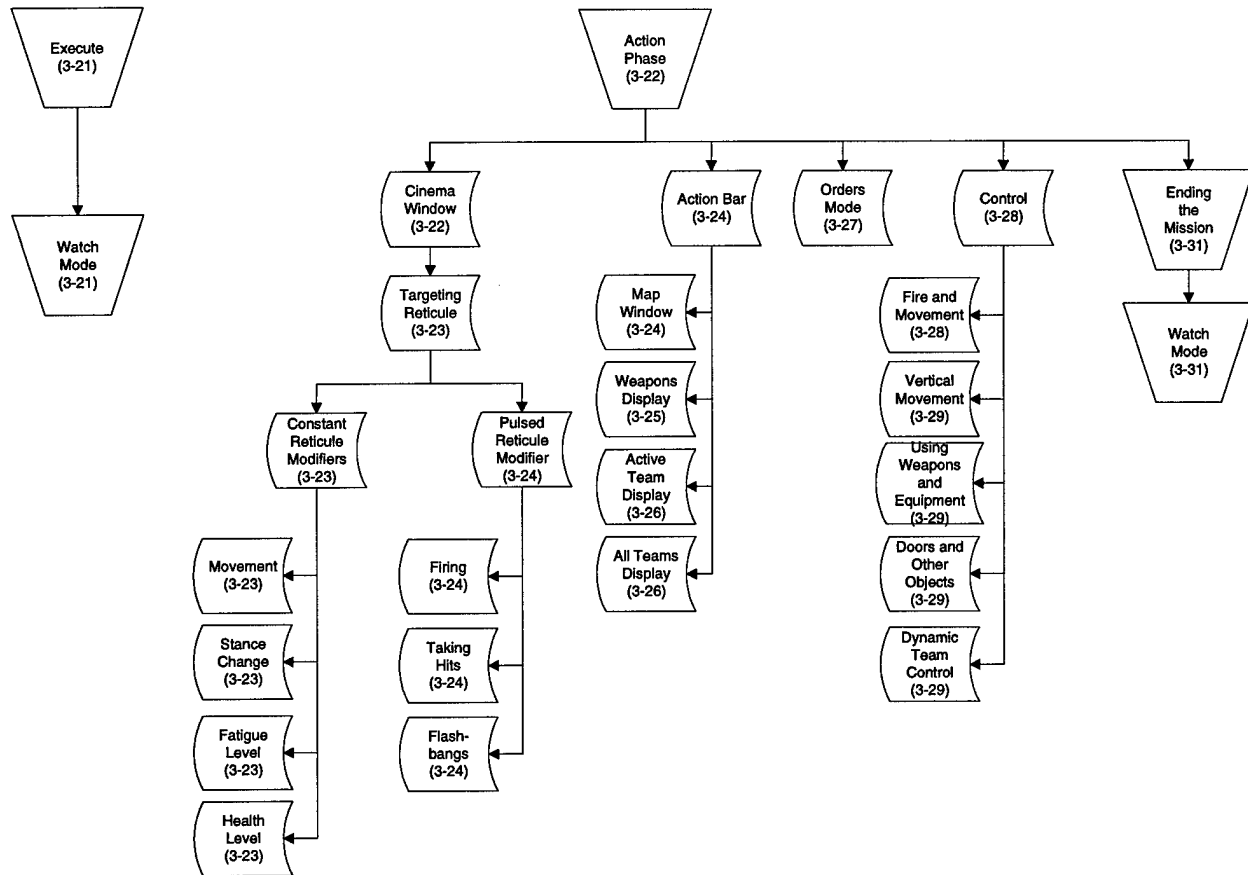 Execute
(3-21)
Watch
Mode
(3-21)
Action
Phase
(3-22)
Cinema
Window
(3-22)
Targeting
Reticule
(3-23)
Constant
Reticule
Modifiers
(3-23)
Movement
(3-23)
Stance
Change
(3-23)
Fatigue
Level
(3-23)
Health
Level
(3-23)
Pulsed
Reticule
Modifier
(3-24)
Firing
(3-24)
Taking
Hits
(3-24)
Flash-
bangs
(3-24)
Action Bar
(3-24)
Map
Window
(3-24)
Weapons
Display
(3-25)
Active
Team
Display
(3-26)
All Teams
Display
(3-26)
Orders
Mode
(3-27)
Control
(3-28)
Fire and
Movement
(3-28)
Vertical
Movement
(3-29)
Using
Weapons
and
Equipment
(3-29)
Doors and
Other
Objects
(3-29)
Dynamic
Team
Control
(3-29)
Ending
the
Mission
(3-31)
Watch
Mode
(3-31)